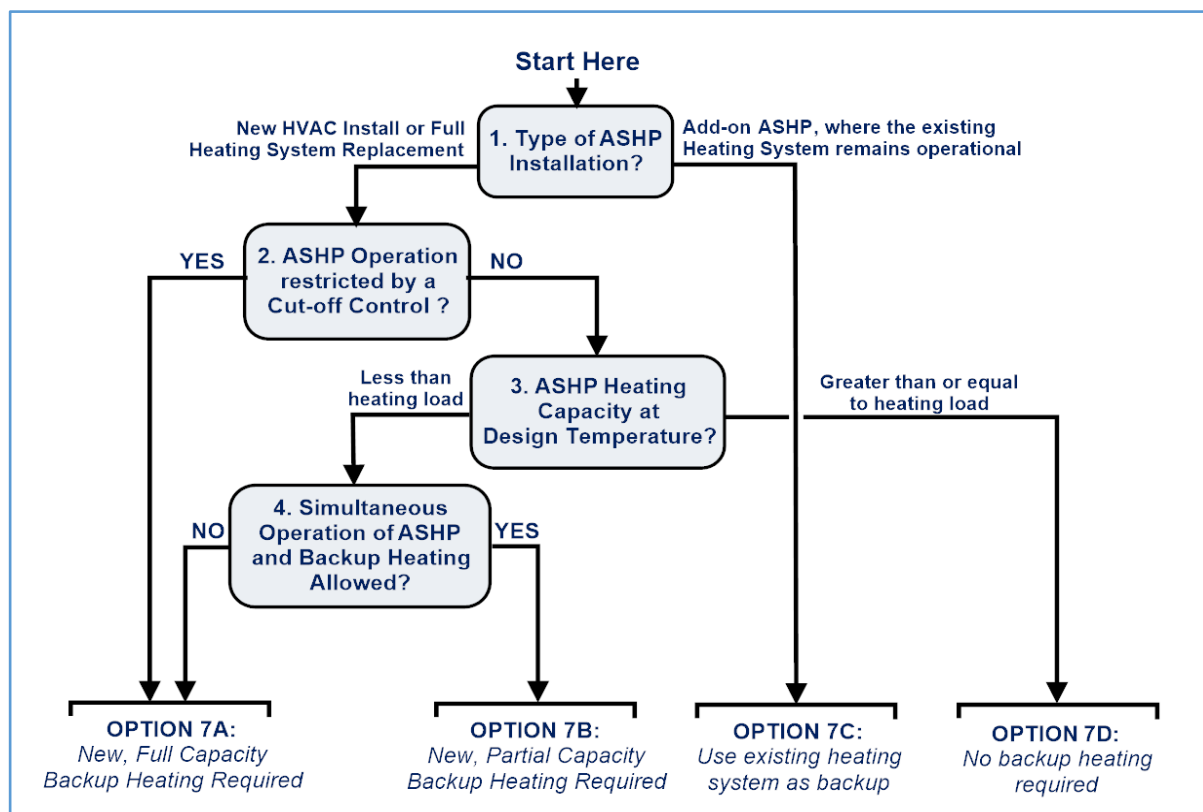 Start Here
New HVAC Install or Full
Heating System Replacement
1. Type of ASHP
Installation?
Add-on ASHP, where the existing
Heating System remains operational
YES
2. ASHP Operation
restricted by a
Cut-off Control ?
NO
Less than
heating load
3. ASHP Heating
Capacity at
Design Temperature?
Greater than or equal
to heating load
NO
4. Simultaneous
Operation of ASHP
and Backup Heating
Allowed?
YES
OPTION 7A:
New, Full Capacity
Backup Heating Required
OPTION 7B:
New, Partial Capacity
Backup Heating Required
OPTION 7C:
Use existing heating
system as backup
OPTION 7D:
No backup heating
required